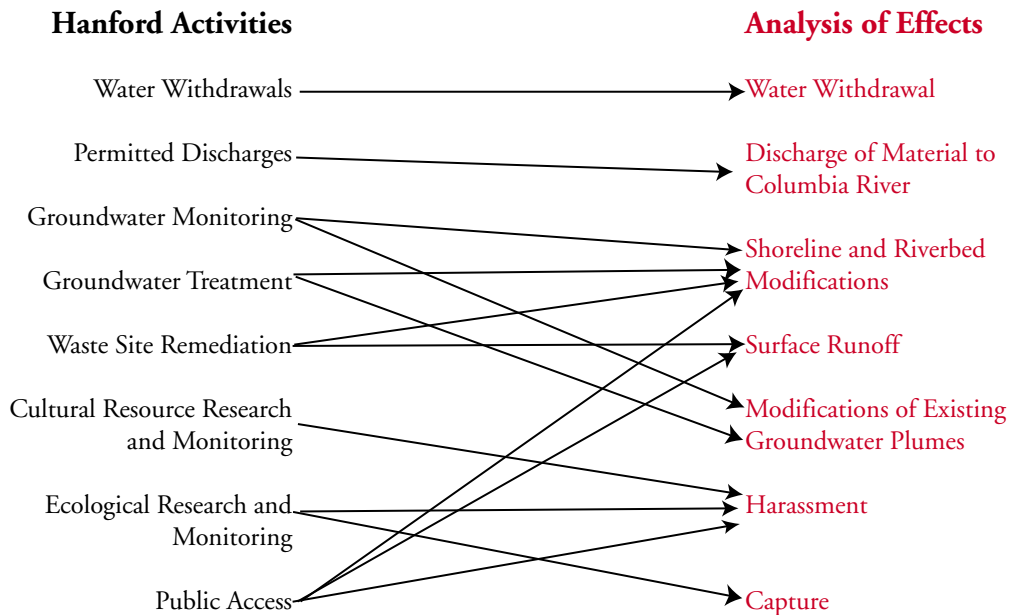 Hanford Activities
Analysis of Effects
Water Withdrawals
Water Withdrawal
Permitted Discharges
Discharge of Material to
Columbia River
Groundwater Monitoring
Shoreline and Riverbed
Modifications
Groundwater Treatment
Waste Site Remediation
Surface Runoff
Cultural Resource Research
and Monitoring
Modifications of Existing
Groundwater Plumes
Ecological Research and
Monitoring
Harassment
Public Access
Capture